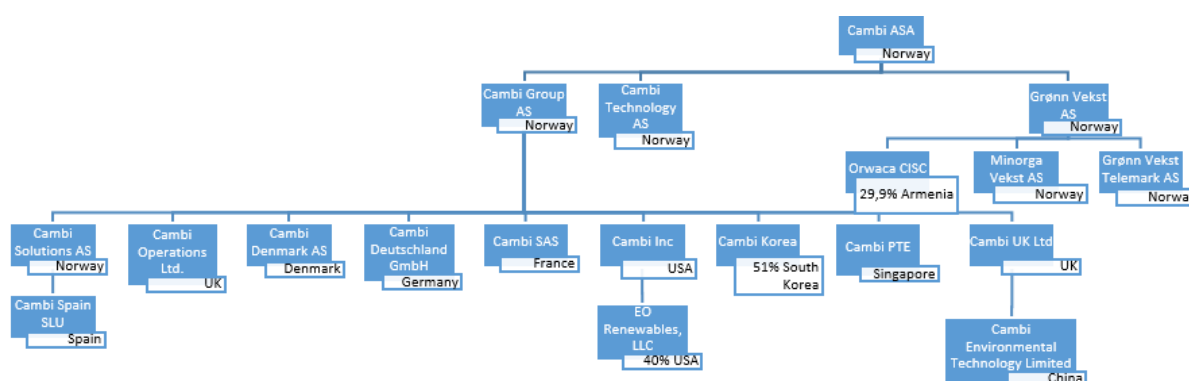 Cambi ASA
Norway
Cambi Group
AS
Norway
Cambi
Technology
AS
Norway
Grønn Vekst
AS
Norway
Orwaca CISC
29,9% Armenia
Minorga
Vekst AS
Norway
Grønn Vekst
Telemark AS
Norwa
Cambi
Solutions AS
Norway
Cambi
Operations
Ltd.
UK
Cambi
Denmark AS
Denmark
Cambi
Deutschland
GmbH
Germany
Cambi SAS
France
Cambi Inc
USA
Cambi Korea
51% South
Korea
Cambi PTE
Singapore
Cambi UK Ltd
UK
Cambi Spain
SLU
Spain
EO
Renewables,
LLC
40% USA
Cambi
Environmental
Technology Limited
China